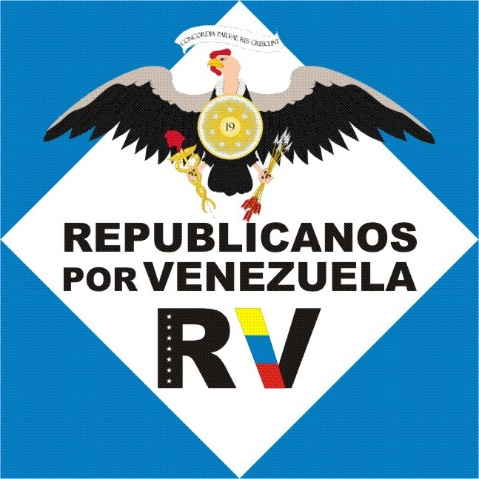 CONCORDIA PARVAE RES CRESCUNT
19
REPUBLICANOS
POR VENEZUELA
RV